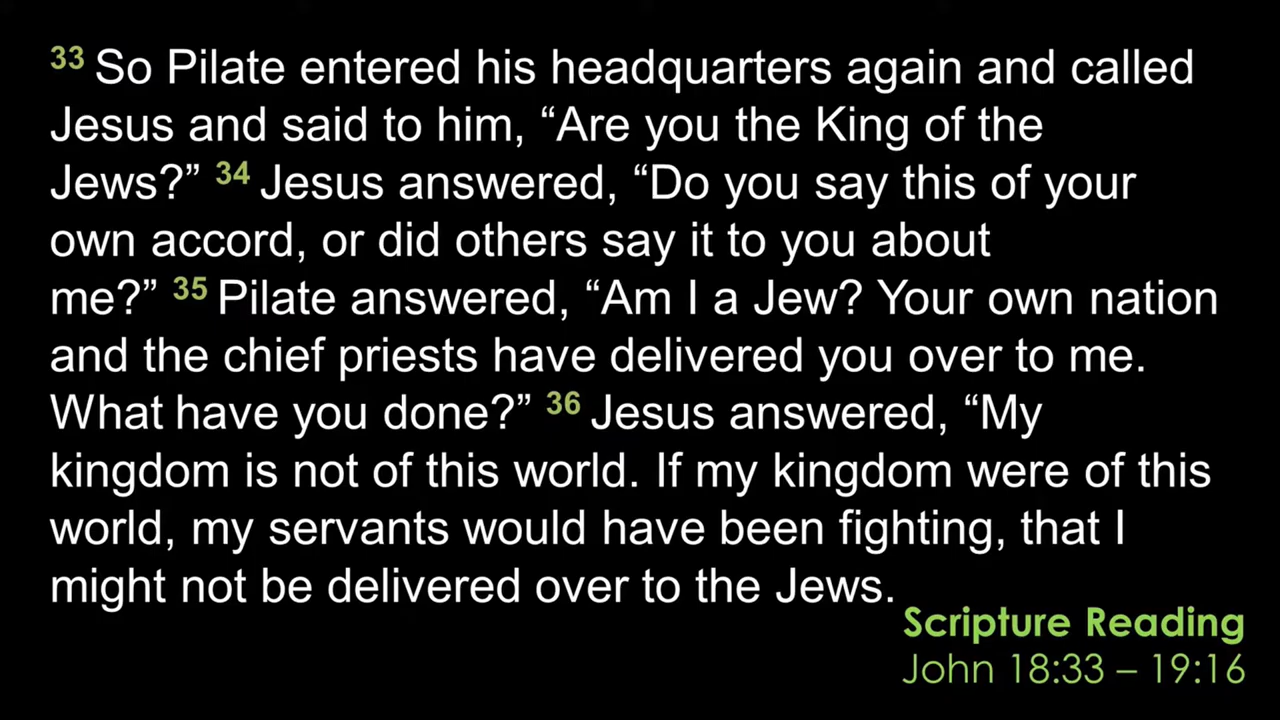 33 So Pilate entered his headquarters again and called
Jesus and said to him, “Are you the King of the
Jews?” 34 Jesus answered, “Do you say this of your
own accord, or did others say it to you about
me?” 35 Pilate answered, “Am I a Jew? Your own nation
and the chief priests have delivered you over to me.
What have you done?” 36 Jesus answered, “My
kingdom is not of this world. If my kingdom were of this
world, my servants would have been fighting, that I
might not be delivered over to the Jews.
Scripture Reading
John 18:33 – 19:16